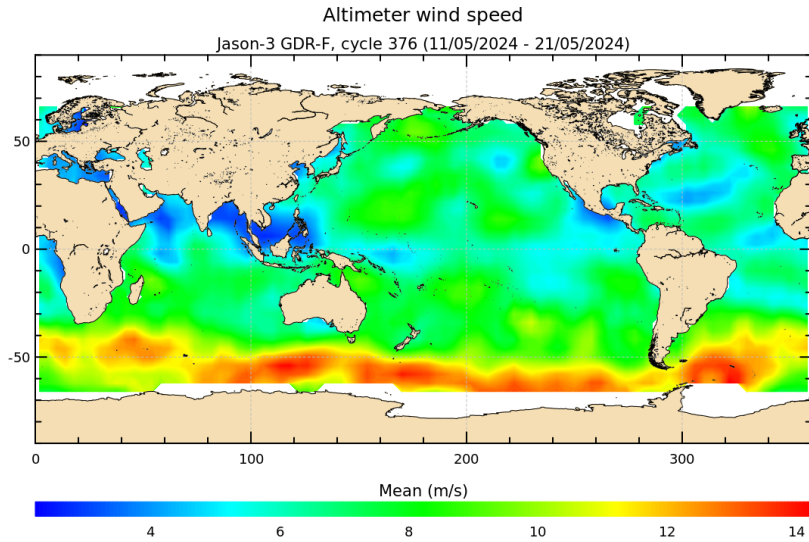 Altimeter wind speed
Jason-3 GDR-F, cycle 376 (11/05/2024 - 21/05/2024)
50
0
-50
0 100 200 300
Mean (m/s)
4 6 8 10 12 14